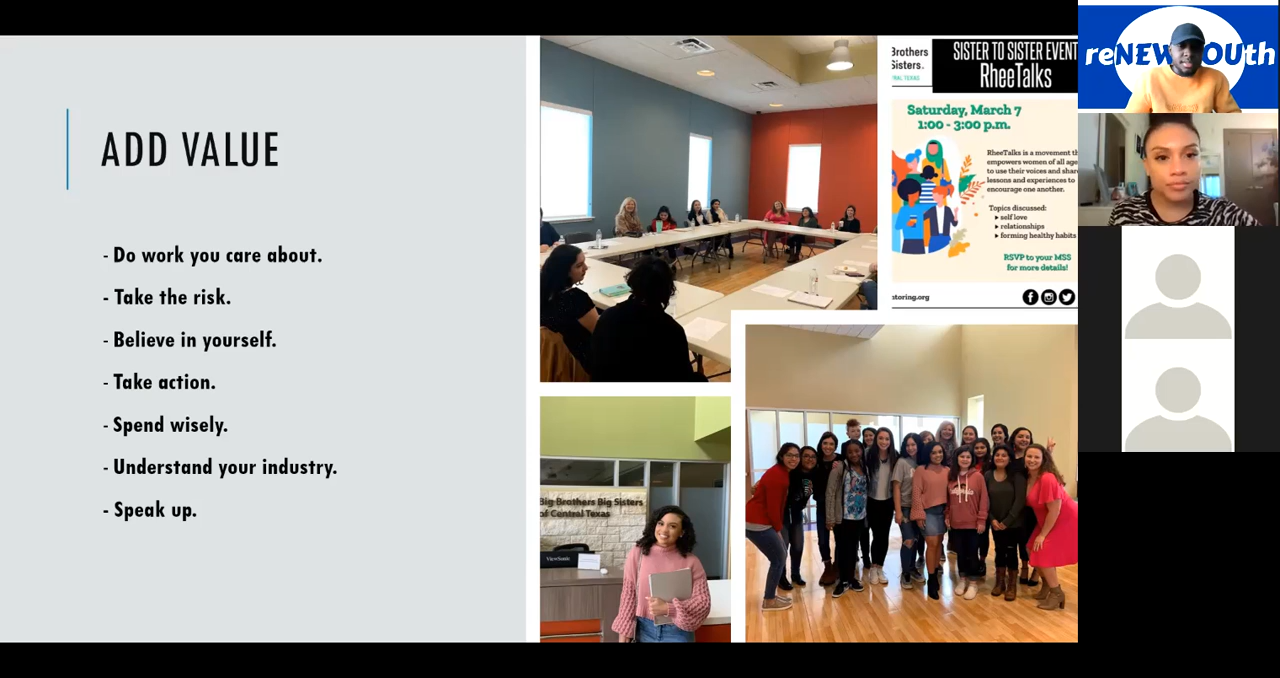 ADD VALUE
- Do work you care about.
- Take the risk.
- Believe in yourself.
- Take action.
- Spend wisely.
- Understand your industry.
- Speak up.
Brothers
Sisters.
SISTER TO SISTER EVENT
RheeTalks
Saturday, March 7
1:00 - 3:00 p.m.
RheeTalks is a movement th
empowers women of all age
to use their voices and shar
lessons and experiences to
encourage one another.
Topics discussed:
▸ self love
▸ relationships
▸ forming healthy habits
RSVP to your MSS
for more details!
ntoring.org
Big Brothers Big Sisters
of Central Texas
ViewSonic
reNEW YOUth